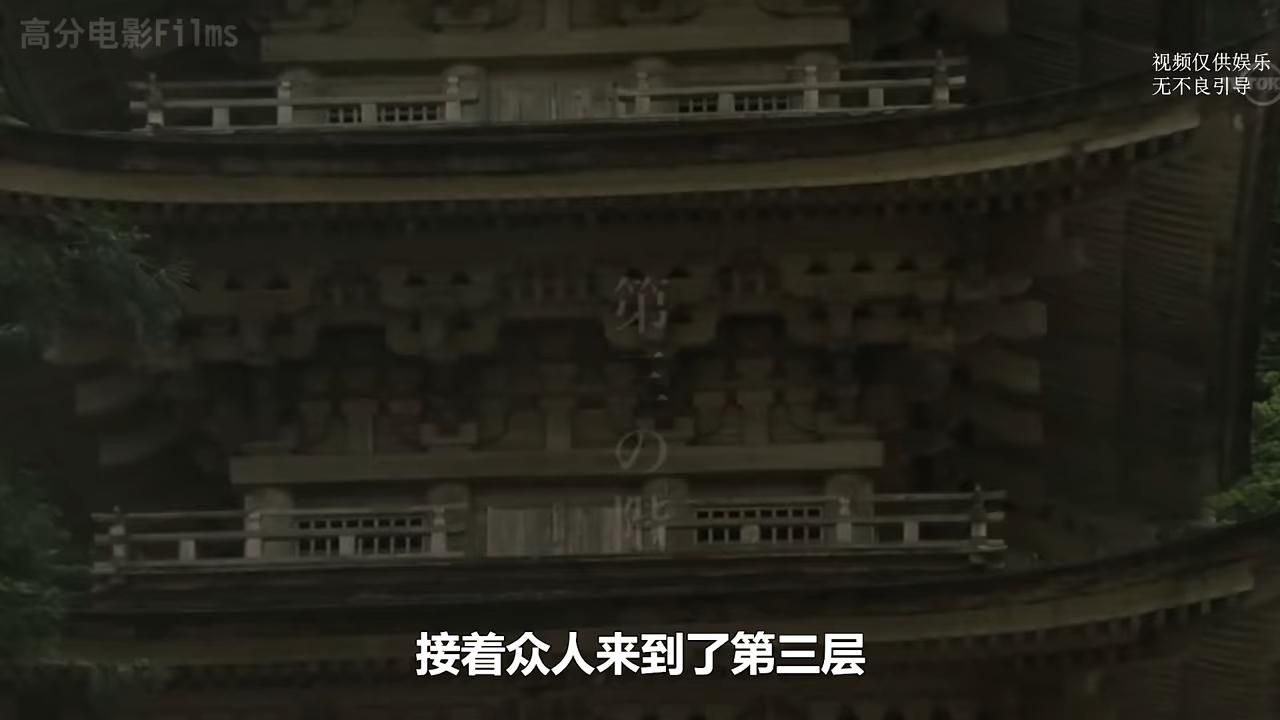 高分电影Films
视频仅供娱乐
无不良引导
第三の階
接着众人来到了第三层